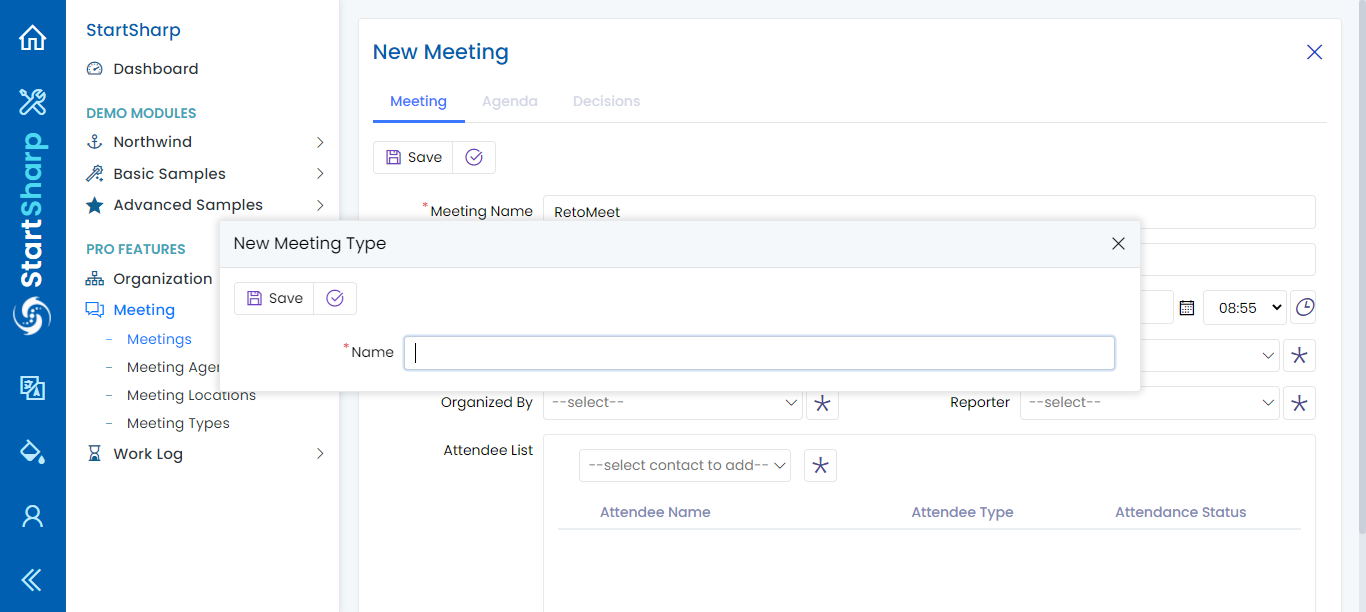 StartSharp
StartSharp
Dashboard
DEMO MODULES
Northwind
Basic Samples
Advanced Samples
PRO FEATURES
Organization
Meeting
Meetings
Meeting Agen
Meeting Locations
Meeting Types
Work Log
New Meeting
Meeting Agenda Decisions
Save
*Meeting Name RetoMeet
08:55
New Meeting Type
Save
*Name
Organized By --select-- Reporter --select--
Attendee List
--select contact to add--
Attendee Name Attendee Type Attendance Status